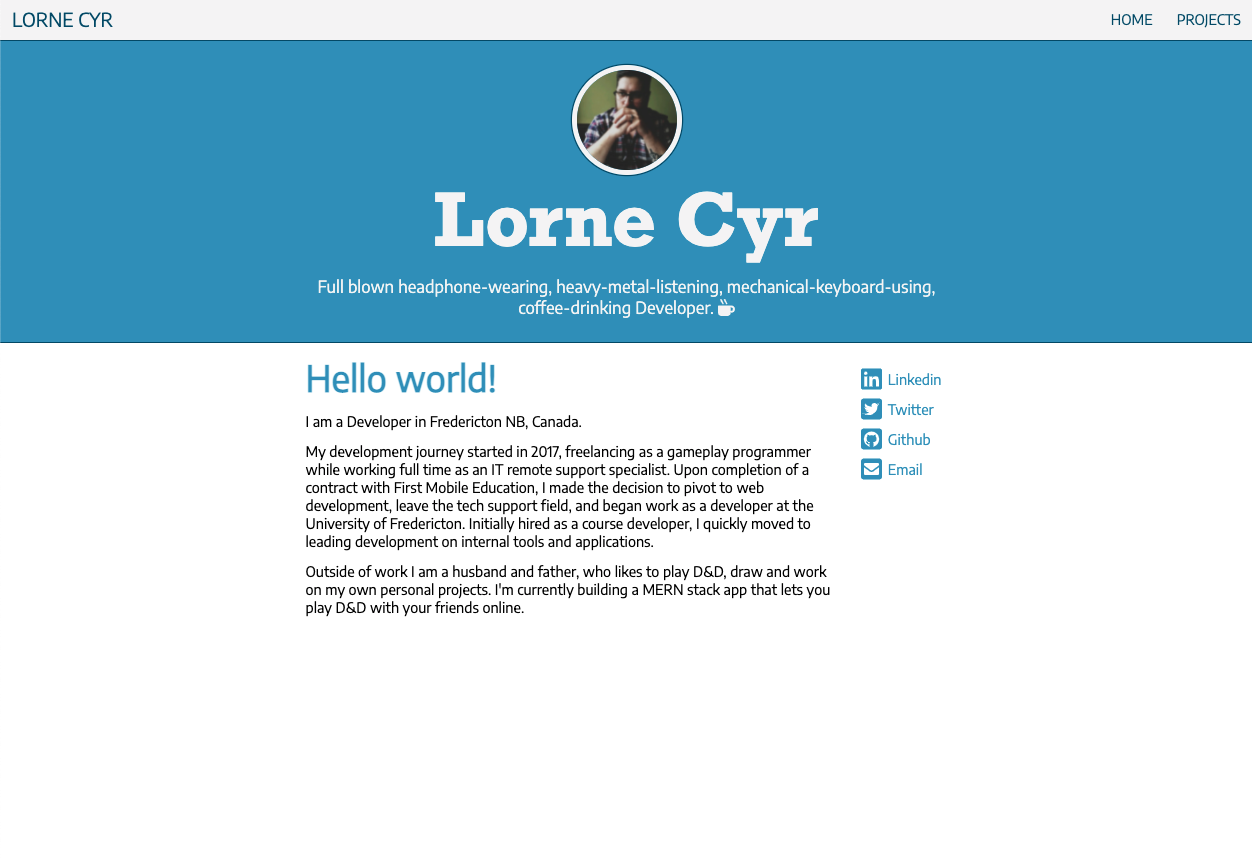 LORNE CYR
HOME
PROJECTS
Lorne Cyr
Full blown headphone-wearing, heavy-metal-listening, mechanical-keyboard-using,
coffee-drinking Developer.
Hello world!
I am a Developer in Fredericton NB, Canada.
My development journey started in 2017, freelancing as a gameplay programmer
while working full time as an IT remote support specialist. Upon completion of a
contract with First Mobile Education, I made the decision to pivot to web
development, leave the tech support field, and began work as a developer at the
University of Fredericton. Initially hired as a course developer, I quickly moved to
leading development on internal tools and applications.
Outside of work I am a husband and father, who likes to play D&D, draw and work
on my own personal projects. I'm currently building a MERN stack app that lets you
play D&D with your friends online.
Linkedin
Twitter
Github
Email